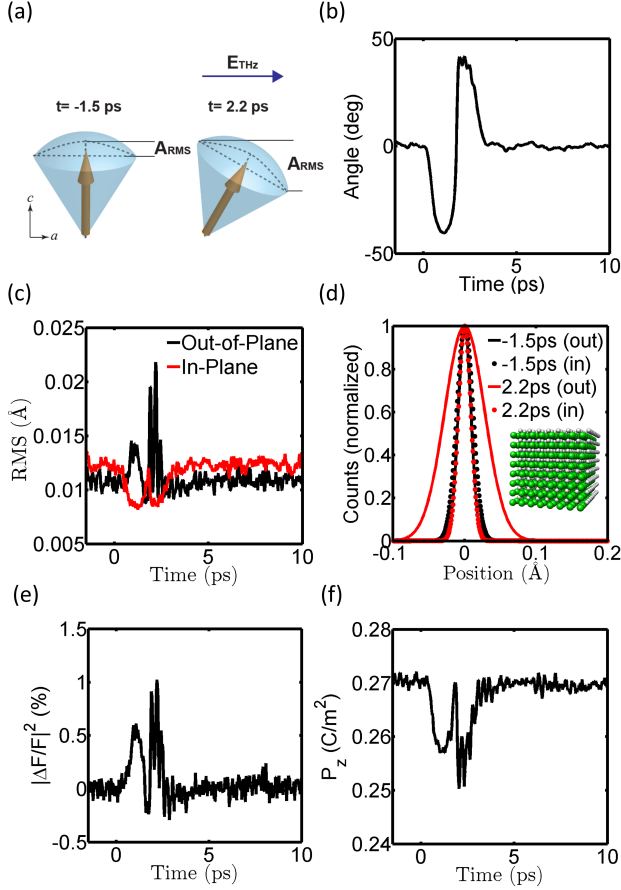 (a)
E_THz
t= -1.5 ps
t= 2.2 ps
A_RMS
A_RMS
c
a
(b)
50
0
-50
Angle (deg)
0
5
10
Time (ps)
(c)
0.025
0.02
0.015
0.01
0.005
RMS (Å)
Out-of-Plane
In-Plane
0
5
10
Time (ps)
(d)
1
0.8
0.6
0.4
0.2
0
Counts (normalized)
-1.5ps (out)
-1.5ps (in)
2.2ps (out)
2.2ps (in)
-0.1
0
0.1
0.2
Position (Å)
(e)
1.5
1
0.5
0
-0.5
|ΔF/F|² (%)
0
5
10
Time (ps)
(f)
0.28
0.27
0.26
0.25
0.24
P_z (C/m²)
0
5
10
Time (ps)